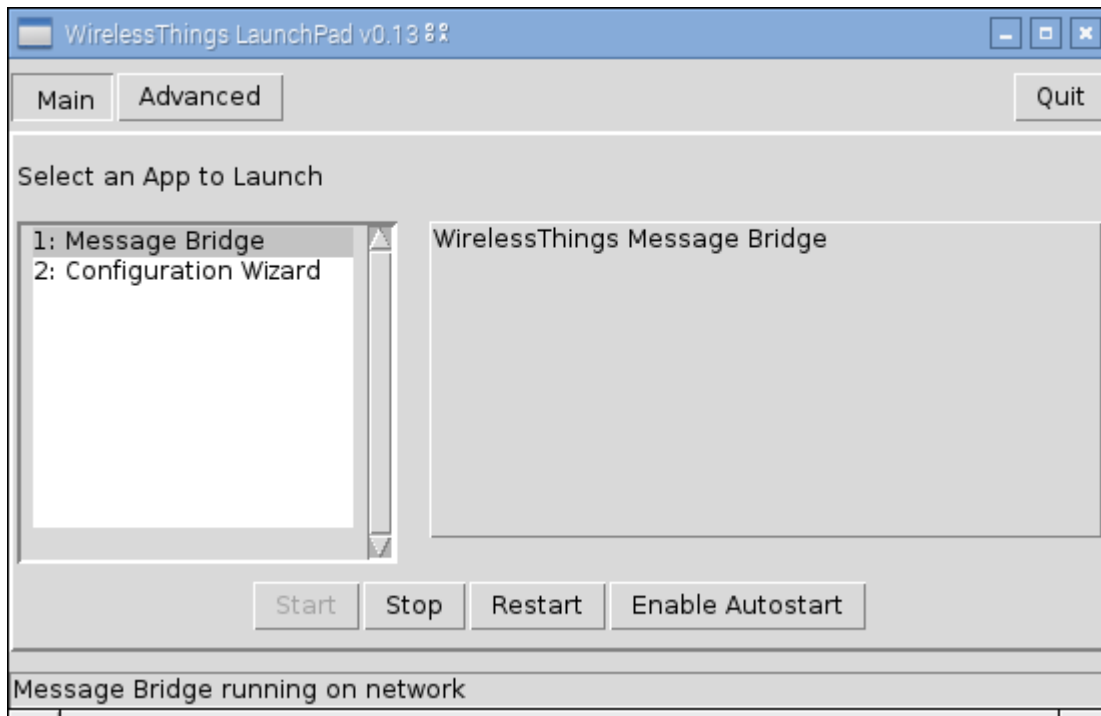 WirelessThings LaunchPad v0.13
Main Advanced Quit
Select an App to Launch
1: Message Bridge
2: Configuration Wizard
WirelessThings Message Bridge
Start Stop Restart Enable Autostart
Message Bridge running on network